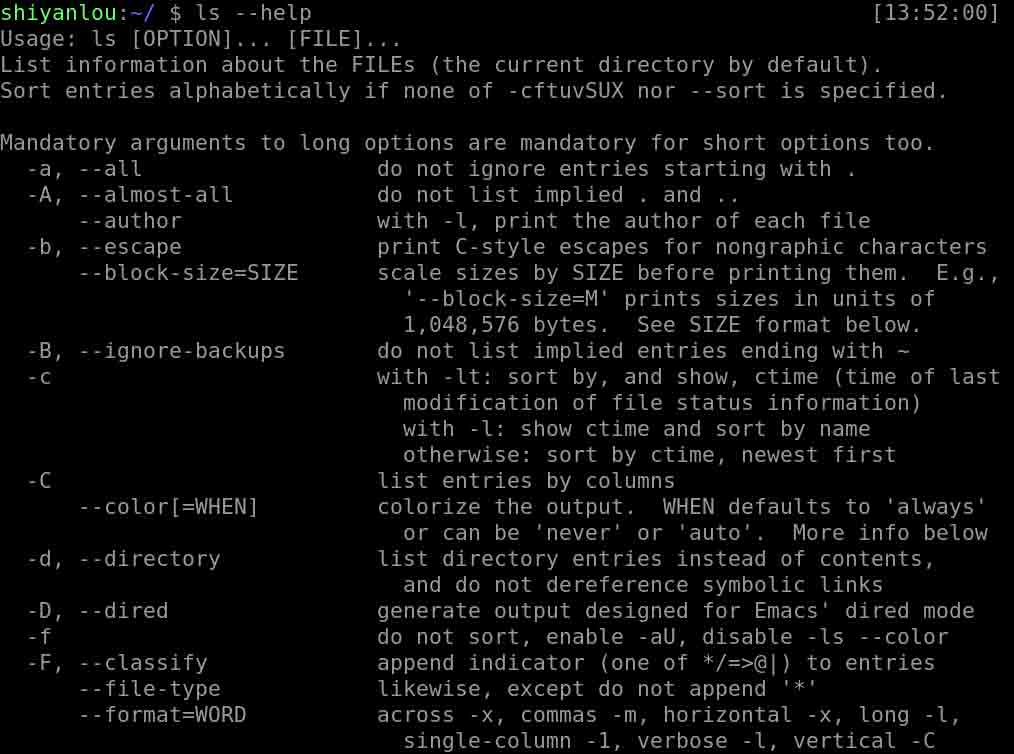 shiyanlou:~/ $ ls --help                                           [13:52:00]
Usage: ls [OPTION]... [FILE]...
List information about the FILEs (the current directory by default).
Sort entries alphabetically if none of -cftuvSUX nor --sort is specified.

Mandatory arguments to long options are mandatory for short options too.
  -a, --all                  do not ignore entries starting with .
  -A, --almost-all           do not list implied . and ..
      --author               with -l, print the author of each file
  -b, --escape               print C-style escapes for nongraphic characters
      --block-size=SIZE      scale sizes by SIZE before printing them.  E.g.,
                               '--block-size=M' prints sizes in units of
                               1,048,576 bytes.  See SIZE format below.
  -B, --ignore-backups       do not list implied entries ending with ~
  -c                         with -lt: sort by, and show, ctime (time of last
                               modification of file status information)
                               with -l: show ctime and sort by name
                               otherwise: sort by ctime, newest first
  -C                         list entries by columns
      --color[=WHEN]         colorize the output.  WHEN defaults to 'always'
                               or can be 'never' or 'auto'.  More info below
  -d, --directory            list directory entries instead of contents,
                               and do not dereference symbolic links
  -D, --dired                generate output designed for Emacs' dired mode
  -f                         do not sort, enable -aU, disable -ls --color
  -F, --classify             append indicator (one of */=>@|) to entries
      --file-type            likewise, except do not append '*'
      --format=WORD          across -x, commas -m, horizontal -x, long -l,
                               single-column -1, verbose -l, vertical -C